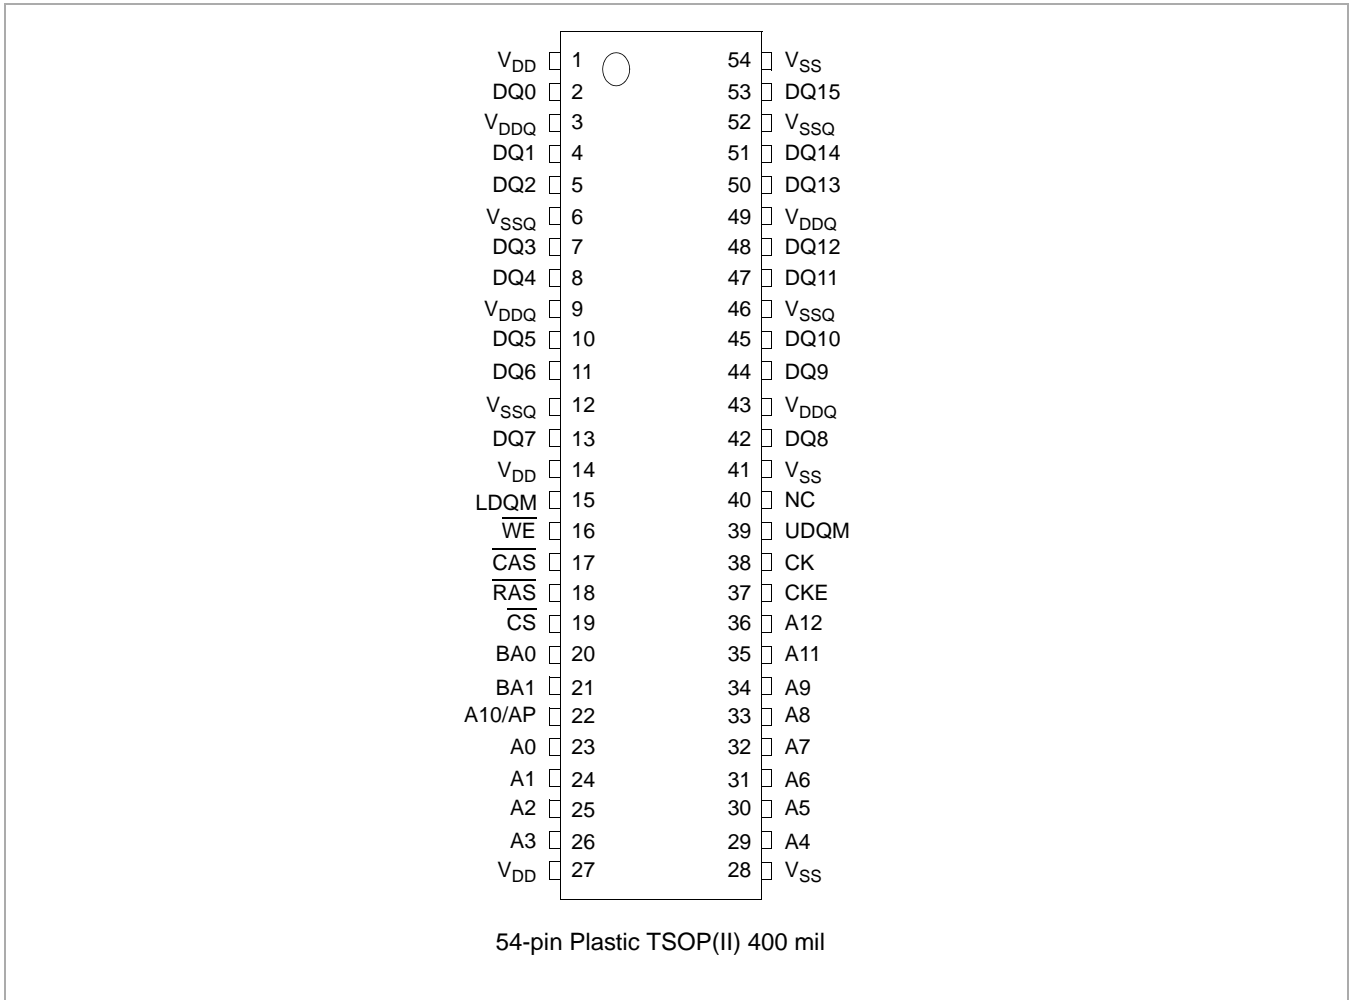 VDD 1 54 VSS
DQ0 2 53 DQ15
VDDQ 3 52 VSSQ
DQ1 4 51 DQ14
DQ2 5 50 DQ13
VSSQ 6 49 VDDQ
DQ3 7 48 DQ12
DQ4 8 47 DQ11
VDDQ 9 46 VSSQ
DQ5 10 45 DQ10
DQ6 11 44 DQ9
VSSQ 12 43 VDDQ
DQ7 13 42 DQ8
VDD 14 41 VSS
LDQM 15 40 NC
WE 16 39 UDQM
CAS 17 38 CK
RAS 18 37 CKE
CS 19 36 A12
BA0 20 35 A11
BA1 21 34 A9
A10/AP 22 33 A8
A0 23 32 A7
A1 24 31 A6
A2 25 30 A5
A3 26 29 A4
VDD 27 28 VSS
54-pin Plastic TSOP(II) 400 mil